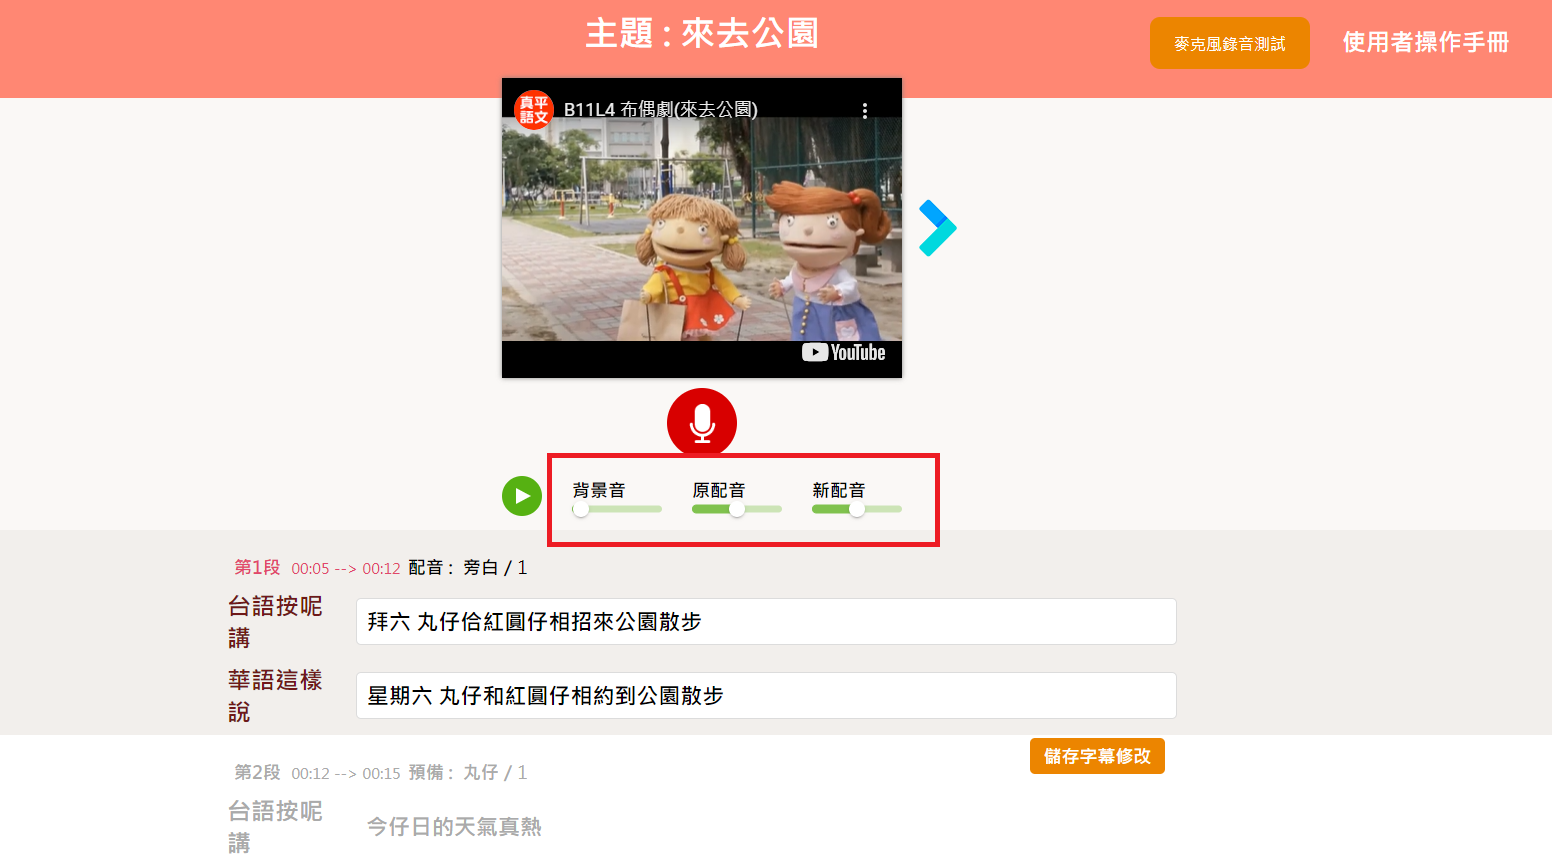 主題 : 來去公園
麥克風錄音測試
使用者操作手冊
真平
語文
B11L4 布偶劇(來去公園)
YouTube
背景音
原配音
新配音
第1段 00:05 --> 00:12 配音 : 旁白 / 1
台語按呢
講
拜六 丸仔佮紅圓仔相招來公園散步
華語這樣
說
星期六 丸仔和紅圓仔相約到公園散步
儲存字幕修改
第2段 00:12 --> 00:15 預備 : 丸仔 / 1
台語按呢
講
今仔日的天氣真熱